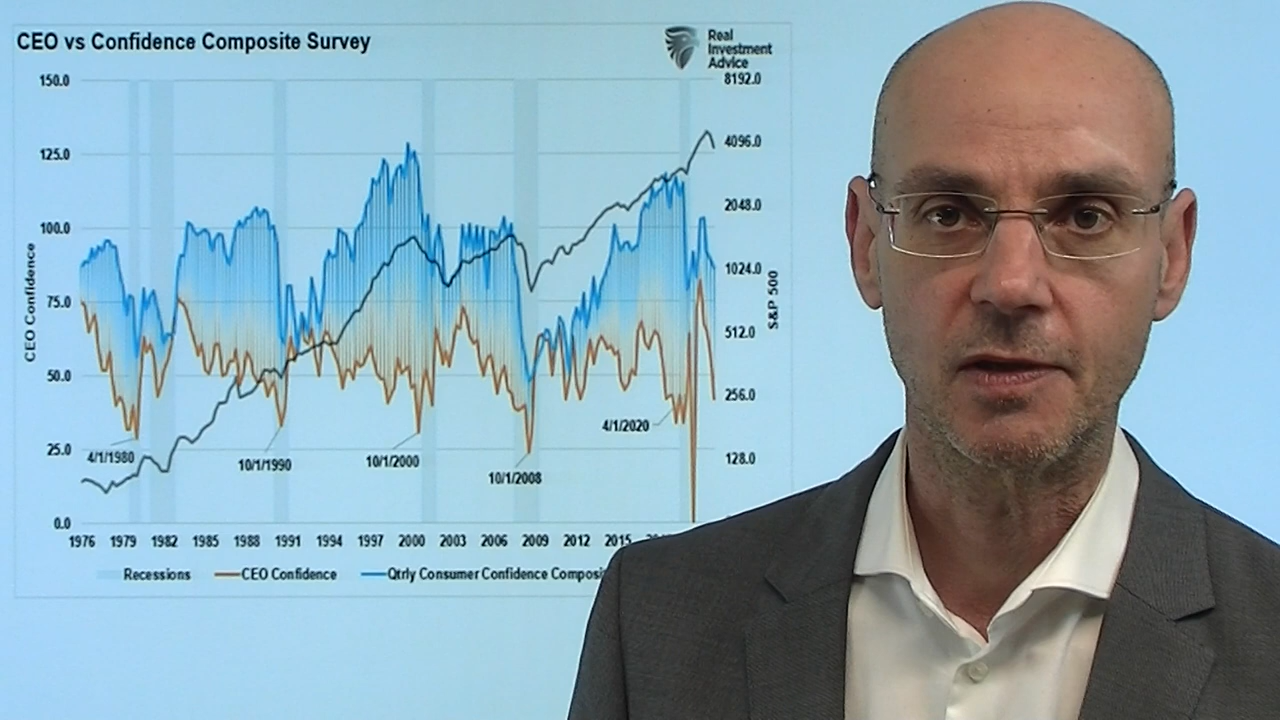 CEO vs Confidence Composite Survey
Real
Investment
Advice
150.0
125.0
100.0
75.0
50.0
25.0
0.0
CEO Confidence
8192.0
4096.0
2048.0
1024.0
512.0
256.0
128.0
S&P 500
4/1/1980
10/1/1990
10/1/2000
10/1/2008
4/1/2020
1976 1979 1982 1985 1988 1991 1994 1997 2000 2003 2006 2009 2012 2015
Recessions CEO Confidence Qtrly Consumer Confidence